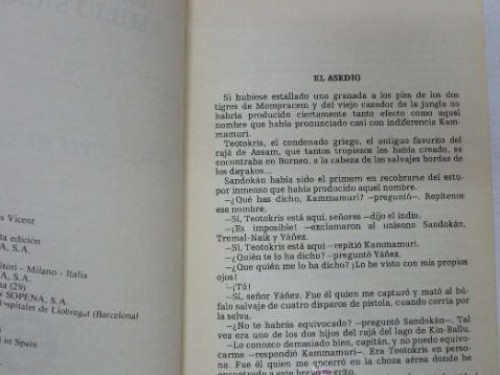 s Vicent
la edición
A, S.A.
itori - Milano - Italia
S.A.
sa (29)
N SOPENA, S.A
ospitalet de Llobregat (Barcelona)
d in Spain
EL ASEDIO
Si hubiese estallado una granada a los pies de los dos
tigres de Mompracem y del viejo cazador de la jungla no
habría producido ciertamente tanto efecto como aquel
nombre que había pronunciado casi con indiferencia Kam-
mamuri.
Teotokris, el condenado griego, el antiguo favorito del
rajá de Assam, que tantos tropiezos les había creado, se
encontraba en Borneo, a la cabeza de las salvajes hordas de
los dayakos...
Sandokán había sido el primero en recobrarse del estu-
por inmenso que había producido aquel nombre.
—¿Qué has dicho, Kammamuri? —preguntó—. Repítenos
ese nombre.
—Sí, Teotokris está aquí, señores —dijo el indio.
—¡Es imposible! —exclamaron al unísono Sandokán,
Tremal-Naik y Yáñez.
—Sí, Teotokris está aquí —repitió Kammamuri.
—¿Quién te lo ha dicho? —preguntó Yáñez.
—¿Que quién me lo ha dicho? ¡Lo he visto con mis propios
ojos!
—¡Tú!
—Sí, señor Yáñez. Fue él quien me capturó y mató al bú-
falo salvaje de cuatro disparos de pistola, cuando corría por
la selva.
—¿No te habrás equivocado? —preguntó Sandokán—. Tal
vez era uno de los dos hijos del rajá del lago de Kin-Ballu.
—Lo conozco demasiado bien, capitán, y no puedo equivo-
carme —respondió Kammamuri—. Era Teotokris en perso-
na. Fue él quien me encerró en la choza aérea donde he